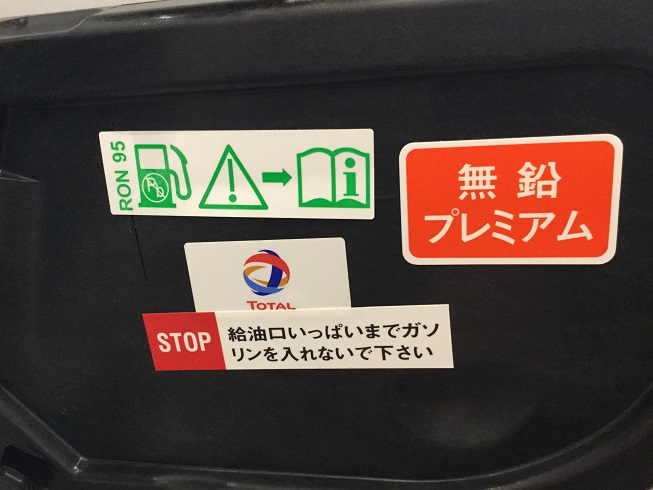 RON 95
Pb
無鉛
プレミアム
TOTAL
STOP
給油口いっぱいまでガソ
リンを入れないで下さい